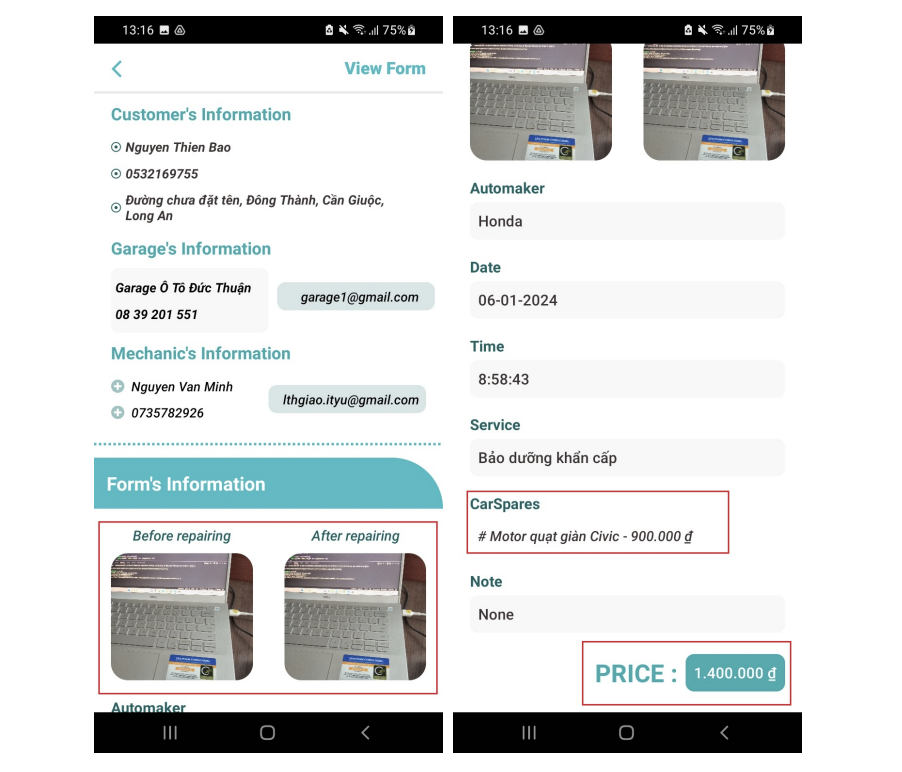 13:16
75%
View Form
Customer's Information
Nguyen Thien Bao
0532169755
Đường chưa đặt tên, Đông Thành, Cần Giuộc,
Long An
Garage's Information
Garage Ô Tô Đức Thuận
08 39 201 551
garage1@gmail.com
Mechanic's Information
Nguyen Van Minh
0735782926
lthgiao.ityu@gmail.com
Form's Information
Before repairing
After repairing
Automaker
13:16
75%
Automaker
Honda
Date
06-01-2024
Time
8:58:43
Service
Bảo dưỡng khẩn cấp
CarSpares
# Motor quạt giàn Civic - 900.000 ₫
Note
None
PRICE :
1.400.000 ₫